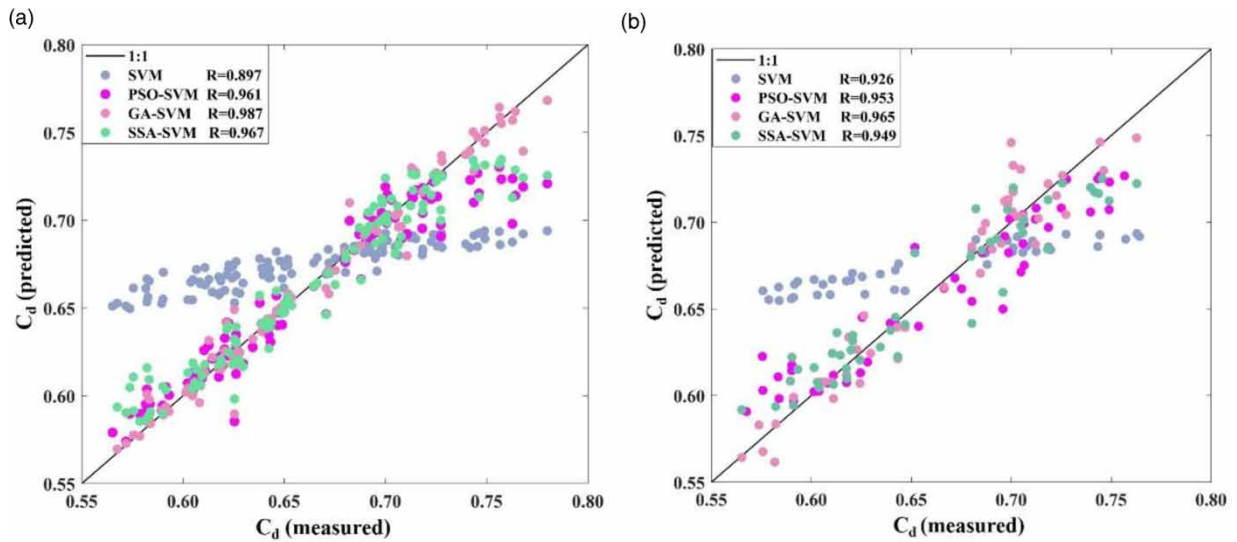 (a)
0.80
0.75
0.70
0.65
0.60
0.55
0.55 0.60 0.65 0.70 0.75 0.80
Cd (predicted)
Cd (measured)
1:1
SVM R=0.897
PSO-SVM R=0.961
GA-SVM R=0.987
SSA-SVM R=0.967
(b)
0.80
0.75
0.70
0.65
0.60
0.55
0.55 0.60 0.65 0.70 0.75 0.80
Cd (predicted)
Cd (measured)
1:1
SVM R=0.926
PSO-SVM R=0.953
GA-SVM R=0.965
SSA-SVM R=0.949